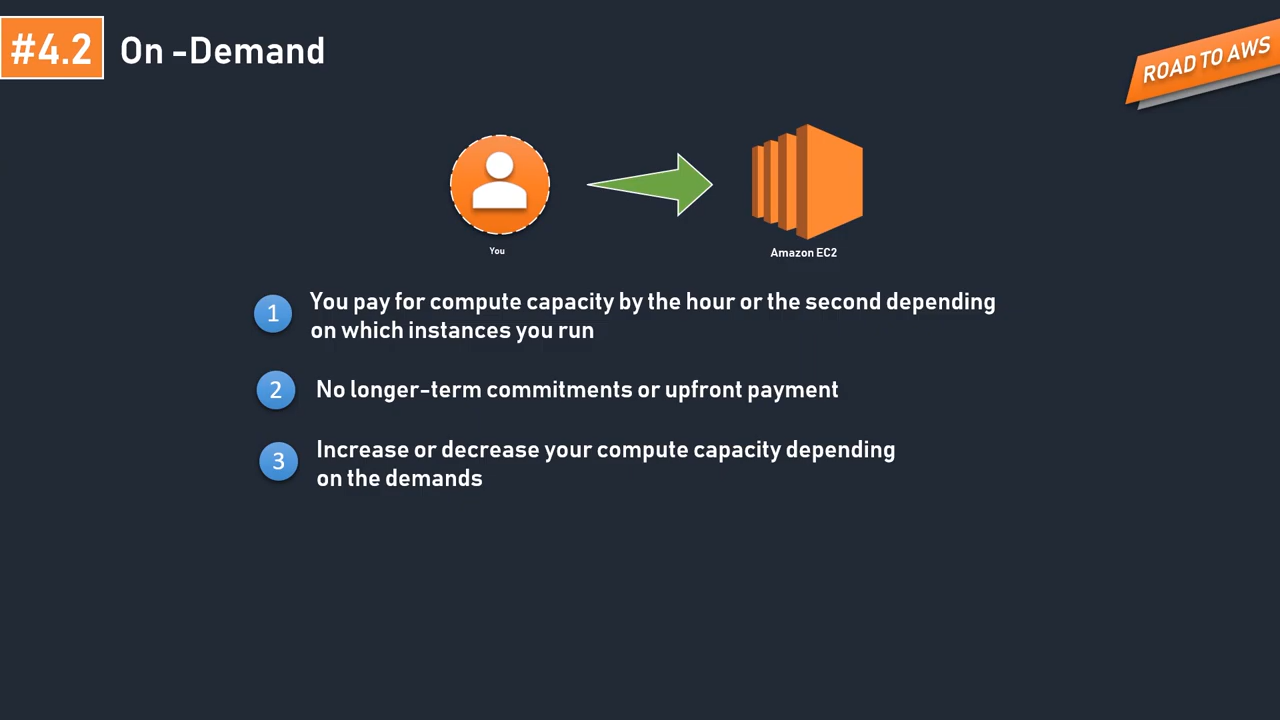 #4.2
On -Demand
ROAD TO AWS
You
Amazon EC2
1
You pay for compute capacity by the hour or the second depending
on which instances you run
2
No longer-term commitments or upfront payment
3
Increase or decrease your compute capacity depending
on the demands